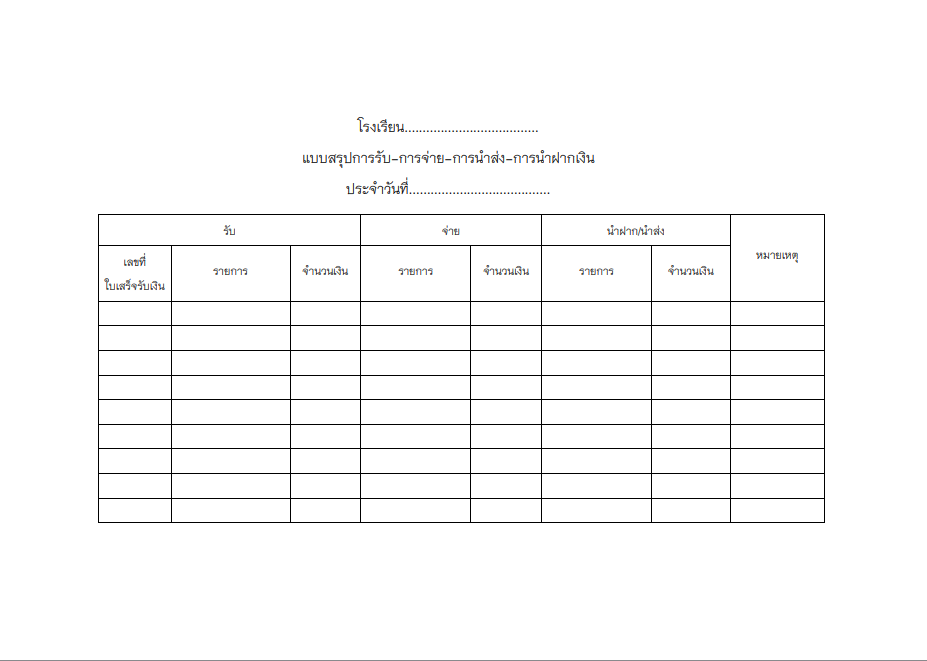 โรงเรียน.....................................
แบบสรุปการรับ-การจ่าย-การนำส่ง-การนำฝากเงิน
ประจำวันที่.......................................
รับ จ่าย นำฝาก/นำส่ง หมายเหตุ
เลขที่
ใบเสร็จรับเงิน รายการ จำนวนเงิน รายการ จำนวนเงิน รายการ จำนวนเงิน